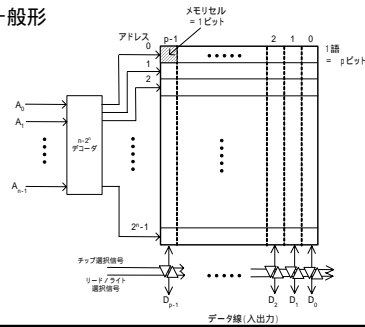 一般形
メモリセル
= 1ビット
アドレス p-1 2 1 0
0
1
2
1語
= pビット
A0
A1
An-1
n-2ⁿ
デコーダ
2ⁿ-1
チップ選択信号
リード/ライト
選択信号
Dp-1 D2 D1 D0
データ線(入出力)